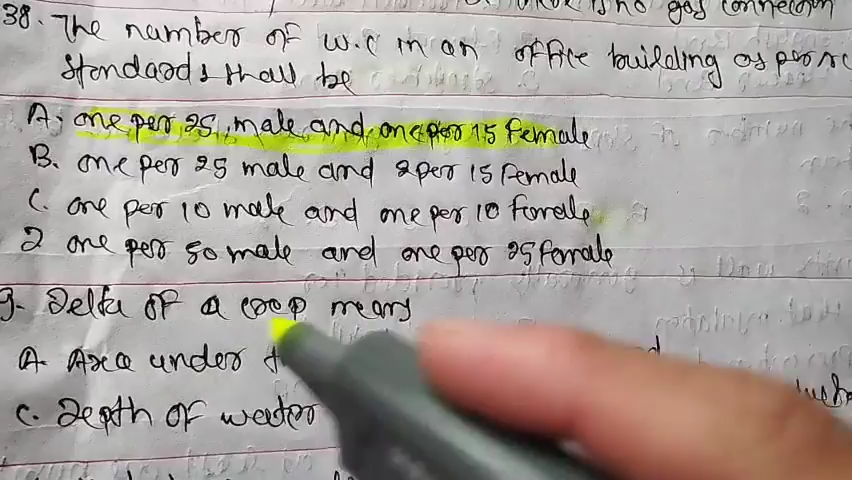 gas connection
38. The number of w.c in an office building as per
standards shall be
A. one per 25, male and one per 15 female
B. one per 25 male and 2 per 15 female
C. one per 10 male and one per 10 female
D one per 50 male and one per 25 female
9. Delta of a crop means
A. Area under
C. Depth of water